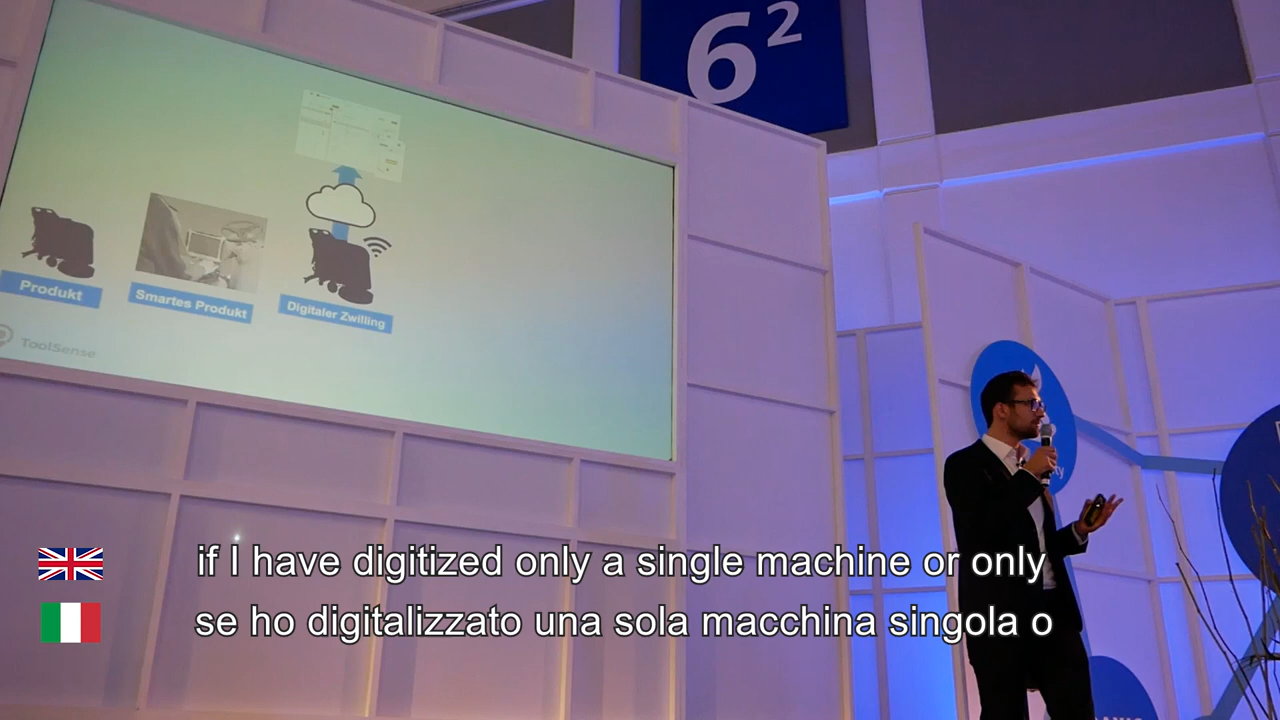 6²
Produkt
Smartes Produkt
Digitaler Zwilling
ToolSense
if I have digitized only a single machine or only
se ho digitalizzato una sola macchina singola o